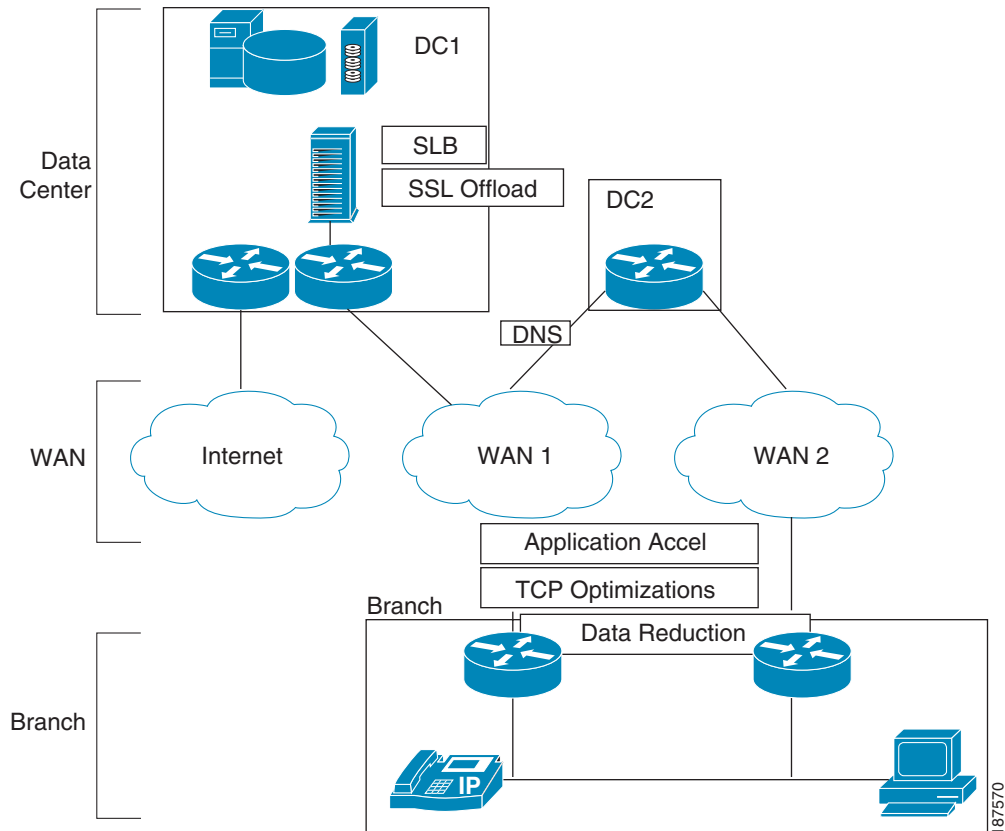 DC1
SLB
SSL Offload
Data
Center
DC2
DNS
WAN
Internet
WAN 1
WAN 2
Application Accel
TCP Optimizations
Branch
Data Reduction
Branch
IP
187570